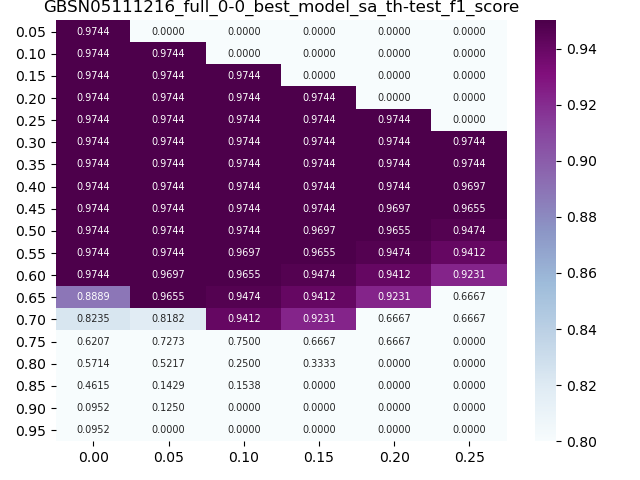 GBSN05111216_full_0-0_best_model_sa_th-test_f1_score
0.05 0.9744 0.0000 0.0000 0.0000 0.0000 0.0000
0.10 0.9744 0.9744 0.0000 0.0000 0.0000 0.0000
0.15 0.9744 0.9744 0.9744 0.0000 0.0000 0.0000
0.20 0.9744 0.9744 0.9744 0.9744 0.0000 0.0000
0.25 0.9744 0.9744 0.9744 0.9744 0.9744 0.0000
0.30 0.9744 0.9744 0.9744 0.9744 0.9744 0.9744
0.35 0.9744 0.9744 0.9744 0.9744 0.9744 0.9744
0.40 0.9744 0.9744 0.9744 0.9744 0.9744 0.9697
0.45 0.9744 0.9744 0.9744 0.9744 0.9697 0.9655
0.50 0.9744 0.9744 0.9744 0.9697 0.9655 0.9474
0.55 0.9744 0.9744 0.9697 0.9655 0.9474 0.9412
0.60 0.9744 0.9697 0.9655 0.9474 0.9412 0.9231
0.65 0.8889 0.9655 0.9474 0.9412 0.9231 0.6667
0.70 0.8235 0.8182 0.9412 0.9231 0.6667 0.6667
0.75 0.6207 0.7273 0.7500 0.6667 0.6667 0.0000
0.80 0.5714 0.5217 0.2500 0.3333 0.0000 0.0000
0.85 0.4615 0.1429 0.1538 0.0000 0.0000 0.0000
0.90 0.0952 0.1250 0.0000 0.0000 0.0000 0.0000
0.95 0.0952 0.0000 0.0000 0.0000 0.0000 0.0000
0.00 0.05 0.10 0.15 0.20 0.25
0.94
0.92
0.90
0.88
0.86
0.84
0.82
0.80